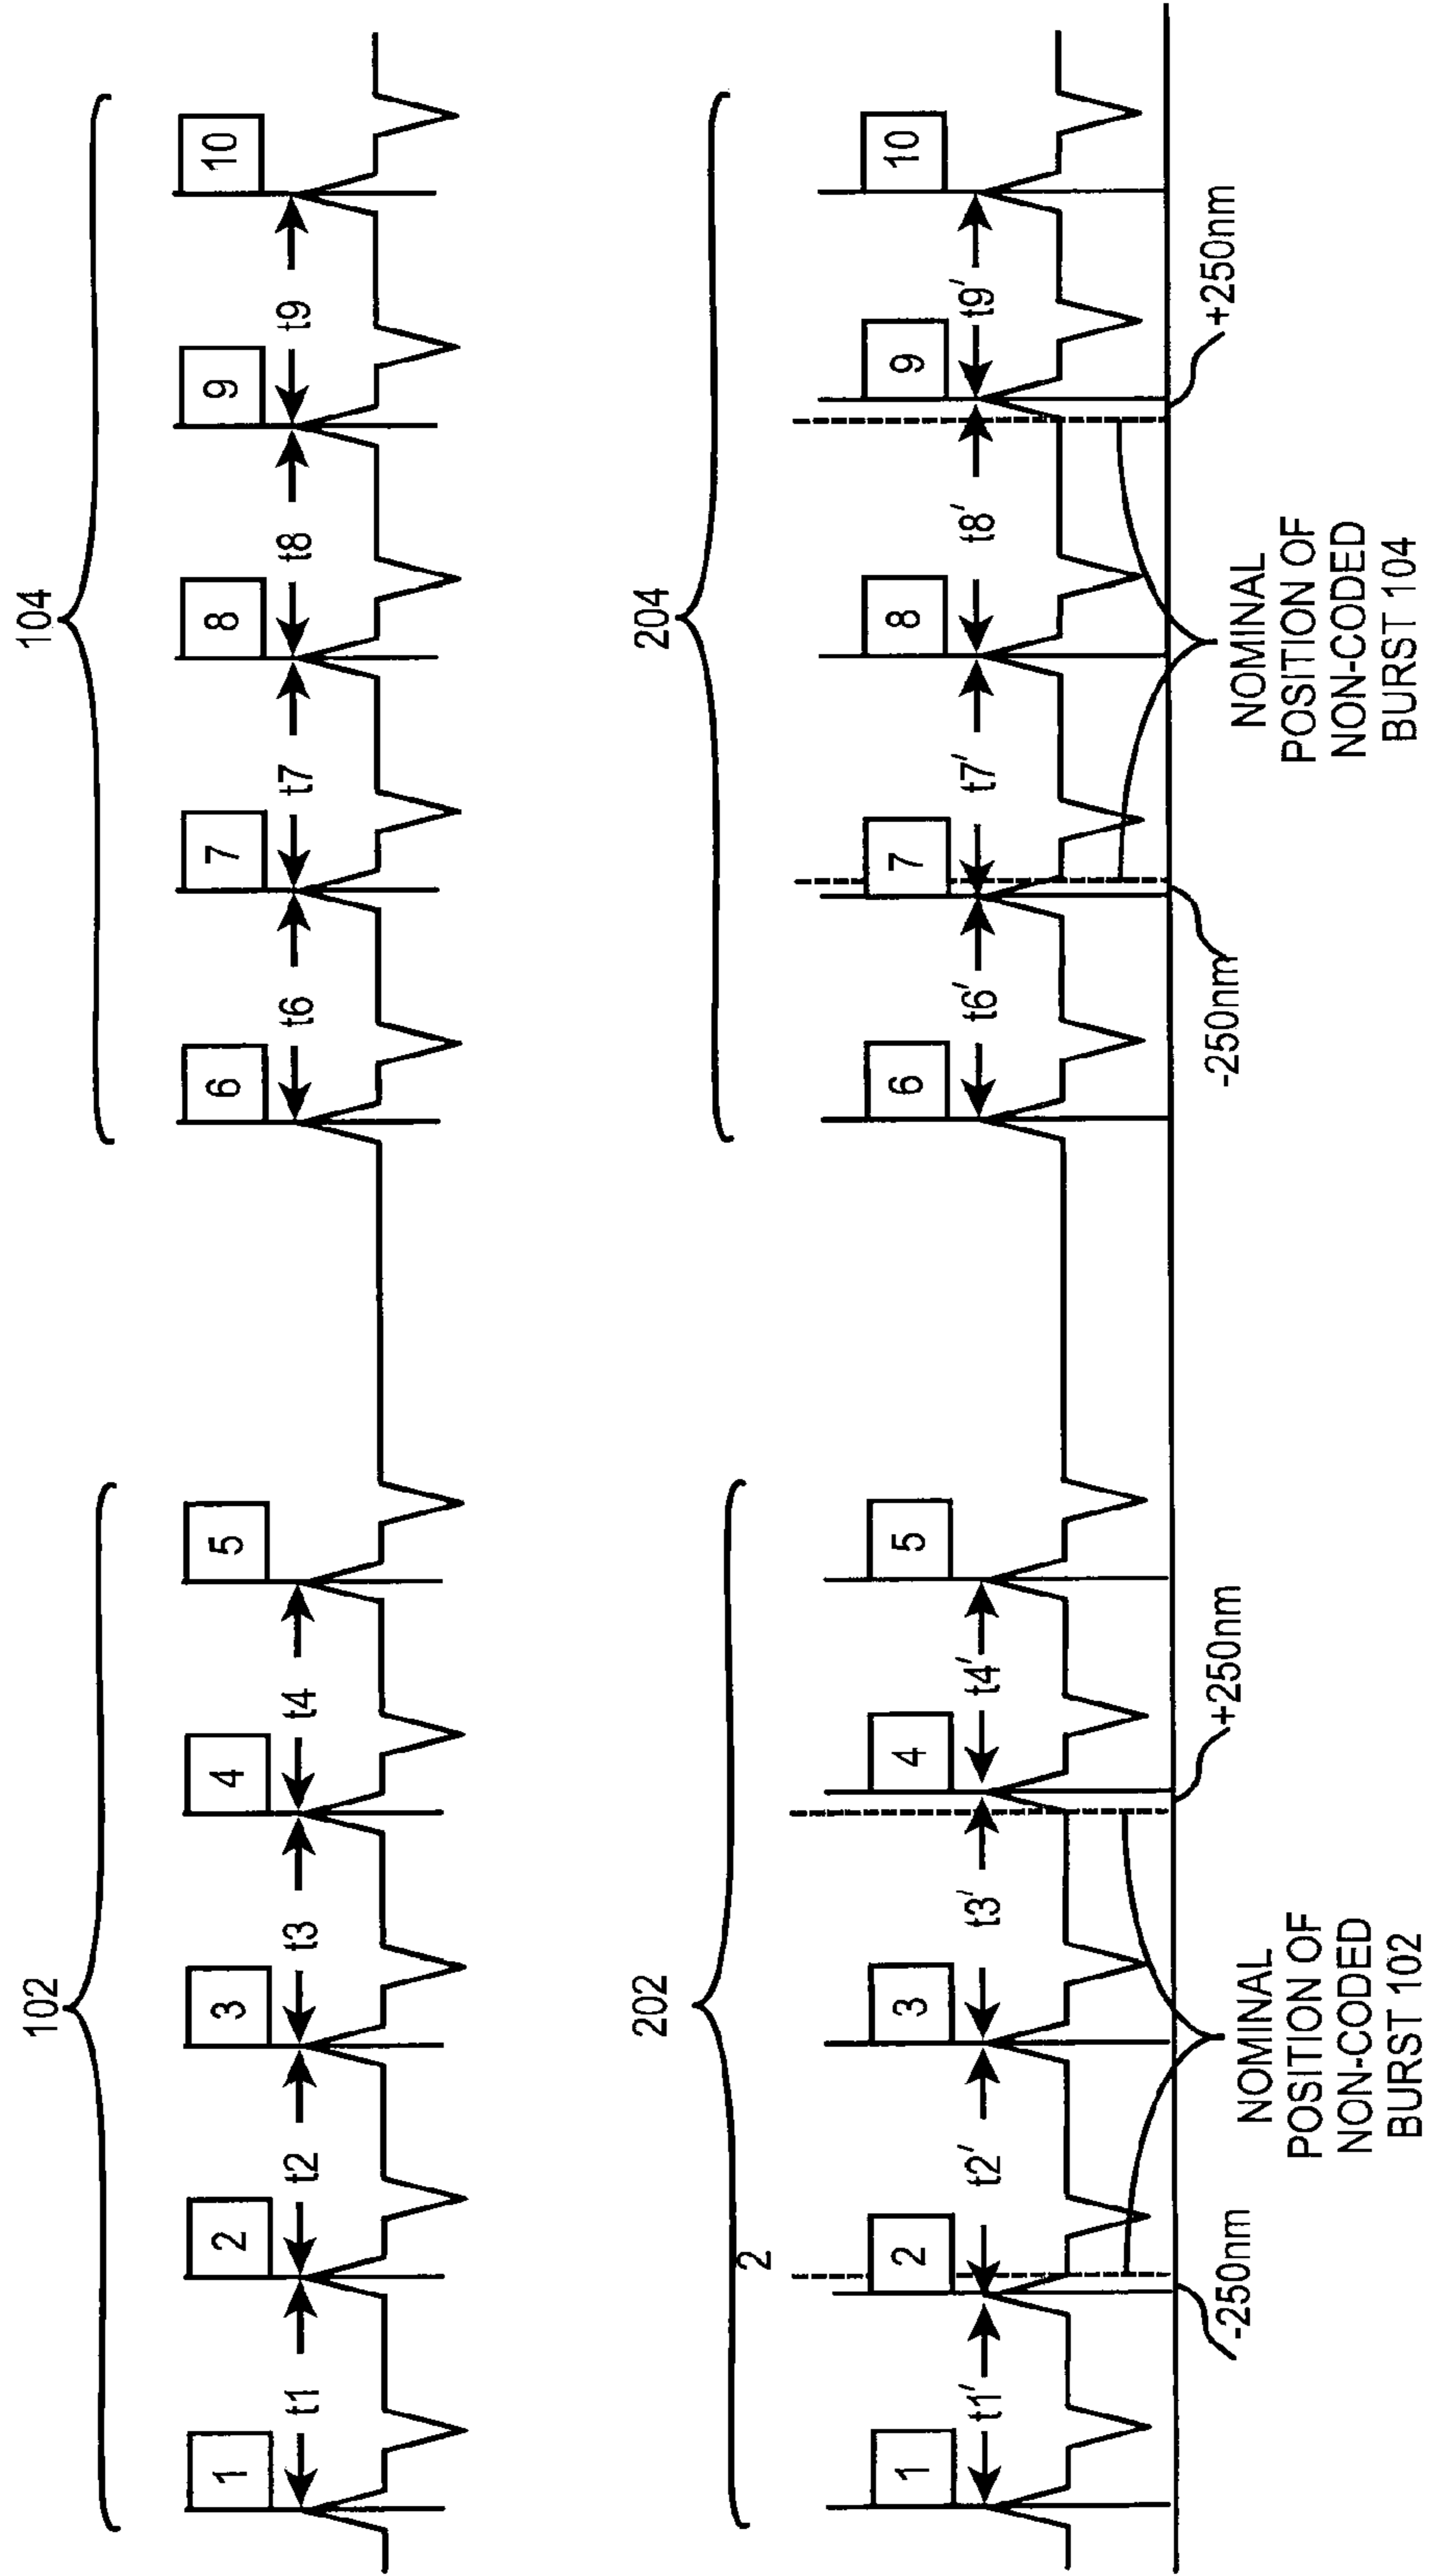 102
104
1
2
3
4
5
6
7
8
9
10
t1
t2
t3
t4
t6
t7
t8
t9
202
204
2
1
2
3
4
5
6
7
8
9
10
t1′
t2′
t3′
t4′
t6′
t7′
t8′
t9′
-250nm
+250nm
-250nm
+250nm
NOMINAL
POSITION OF
NON-CODED
BURST 102
NOMINAL
POSITION OF
NON-CODED
BURST 104